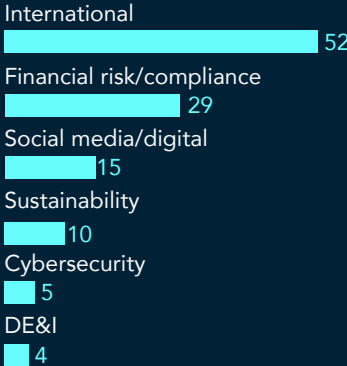 International
52
Financial risk/compliance
29
Social media/digital
15
Sustainability
10
Cybersecurity
5
DE&I
4